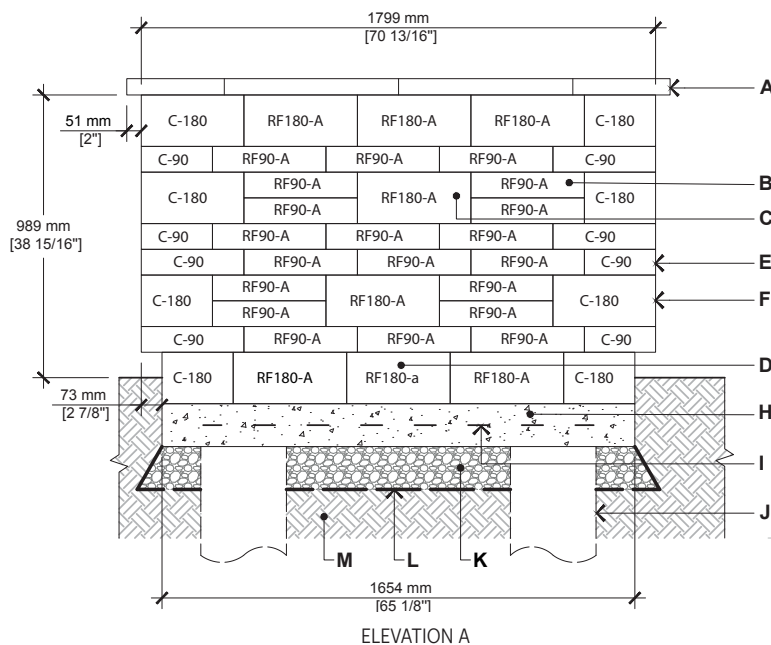 1799 mm
[70 13/16"]
A
C-180 RF180-A RF180-A RF180-A C-180
51 mm
[2"]
C-90 RF90-A RF90-A RF90-A C-90
C-180 RF90-A RF180-A RF90-A C-180 B
RF90-A RF90-A C
989 mm
[38 15/16"]
C-90 RF90-A RF90-A RF90-A C-90
C-90 RF90-A RF90-A RF90-A C-90 E
C-180 RF90-A RF180-A RF90-A C-180 F
RF90-A RF90-A
C-90 RF90-A RF90-A RF90-A C-90
D
C-180 RF180-A RF180-a RF180-A C-180
73 mm
[2 7/8"]
H
I
J
M L K
1654 mm
[65 1/8"]
ELEVATION A